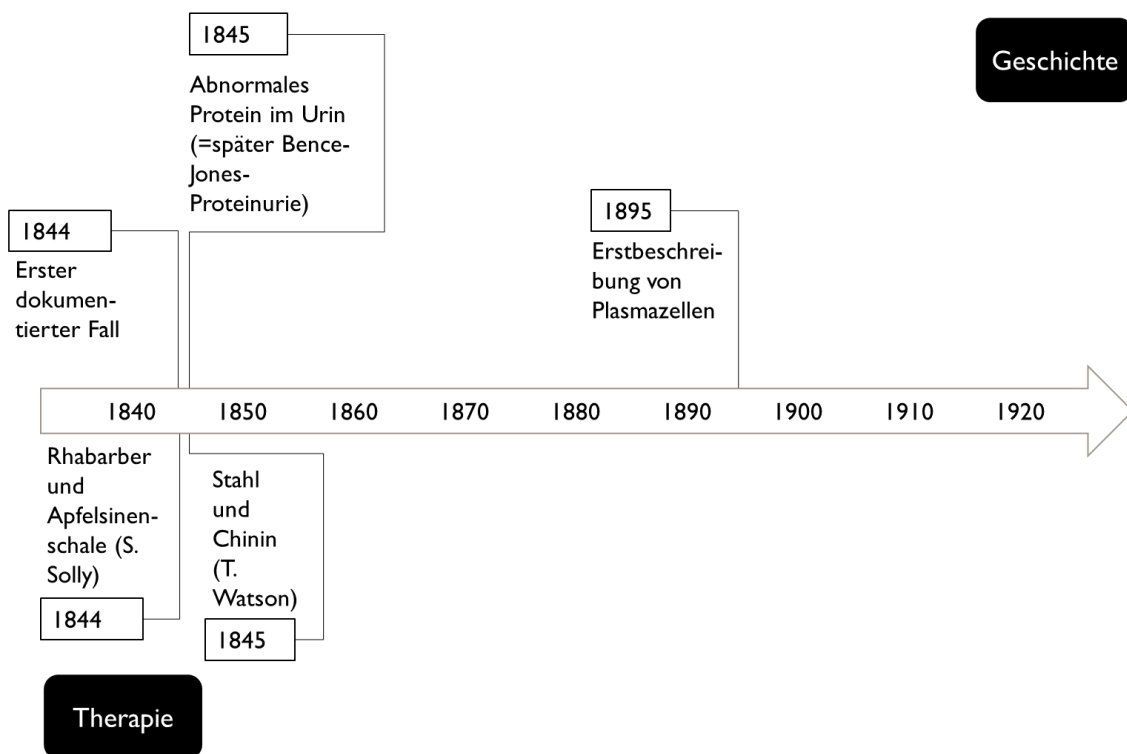 1845
Geschichte
Abnormales
Protein im Urin
(=später Bence-
Jones-
Proteinurie)
1844
Erster
dokumen-
tierter Fall
1895
Erstbeschrei-
bung von
Plasmazellen
1840 1850 1860 1870 1880 1890 1900 1910 1920
Rhabarber
und
Apfelsinen-
schale (S.
Solly)
1844
Stahl
und
Chinin
(T.
Watson)
1845
Therapie